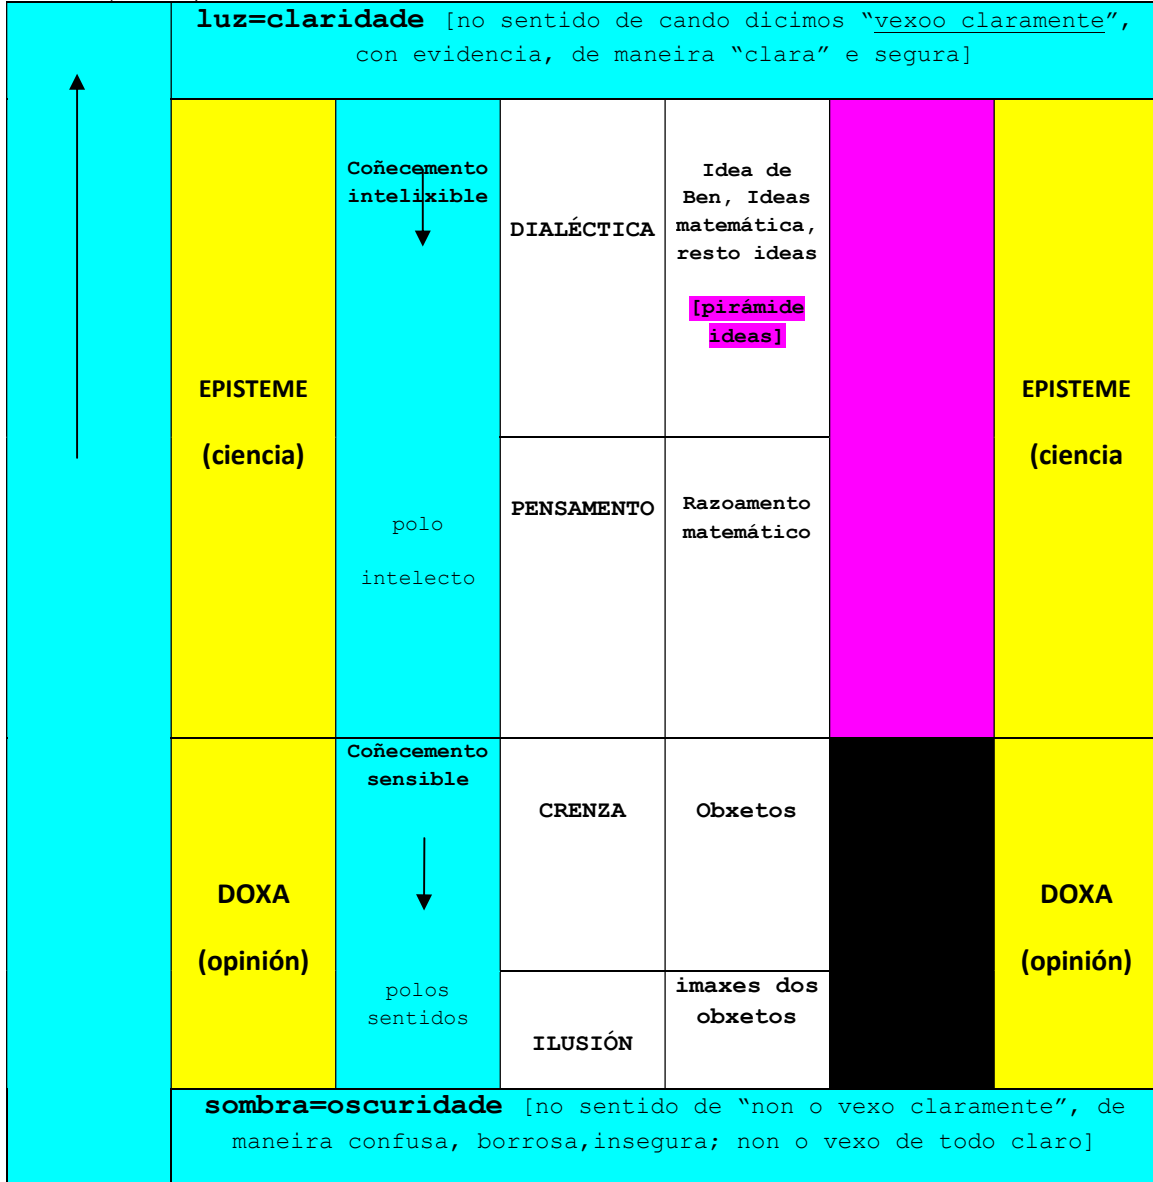 luz=claridade [no sentido de cando dicimos “vexoo claramente”,
con evidencia, de maneira “clara” e segura]
EPISTEME
(ciencia)
Coñecemento
intelixible
polo
intelecto
DIALÉCTICA
Idea de
Ben, Ideas
matemática,
resto ideas
[pirámide
ideas]
EPISTEME
(ciencia
PENSAMENTO
Razoamento
matemático
DOXA
(opinión)
Coñecemento
sensible
polos
sentidos
CRENZA
Obxetos
DOXA
(opinión)
ILUSIÓN
imaxes dos
obxetos
sombra=oscuridade [no sentido de “non o vexo claramente”, de
maneira confusa, borrosa,insegura; non o vexo de todo claro]